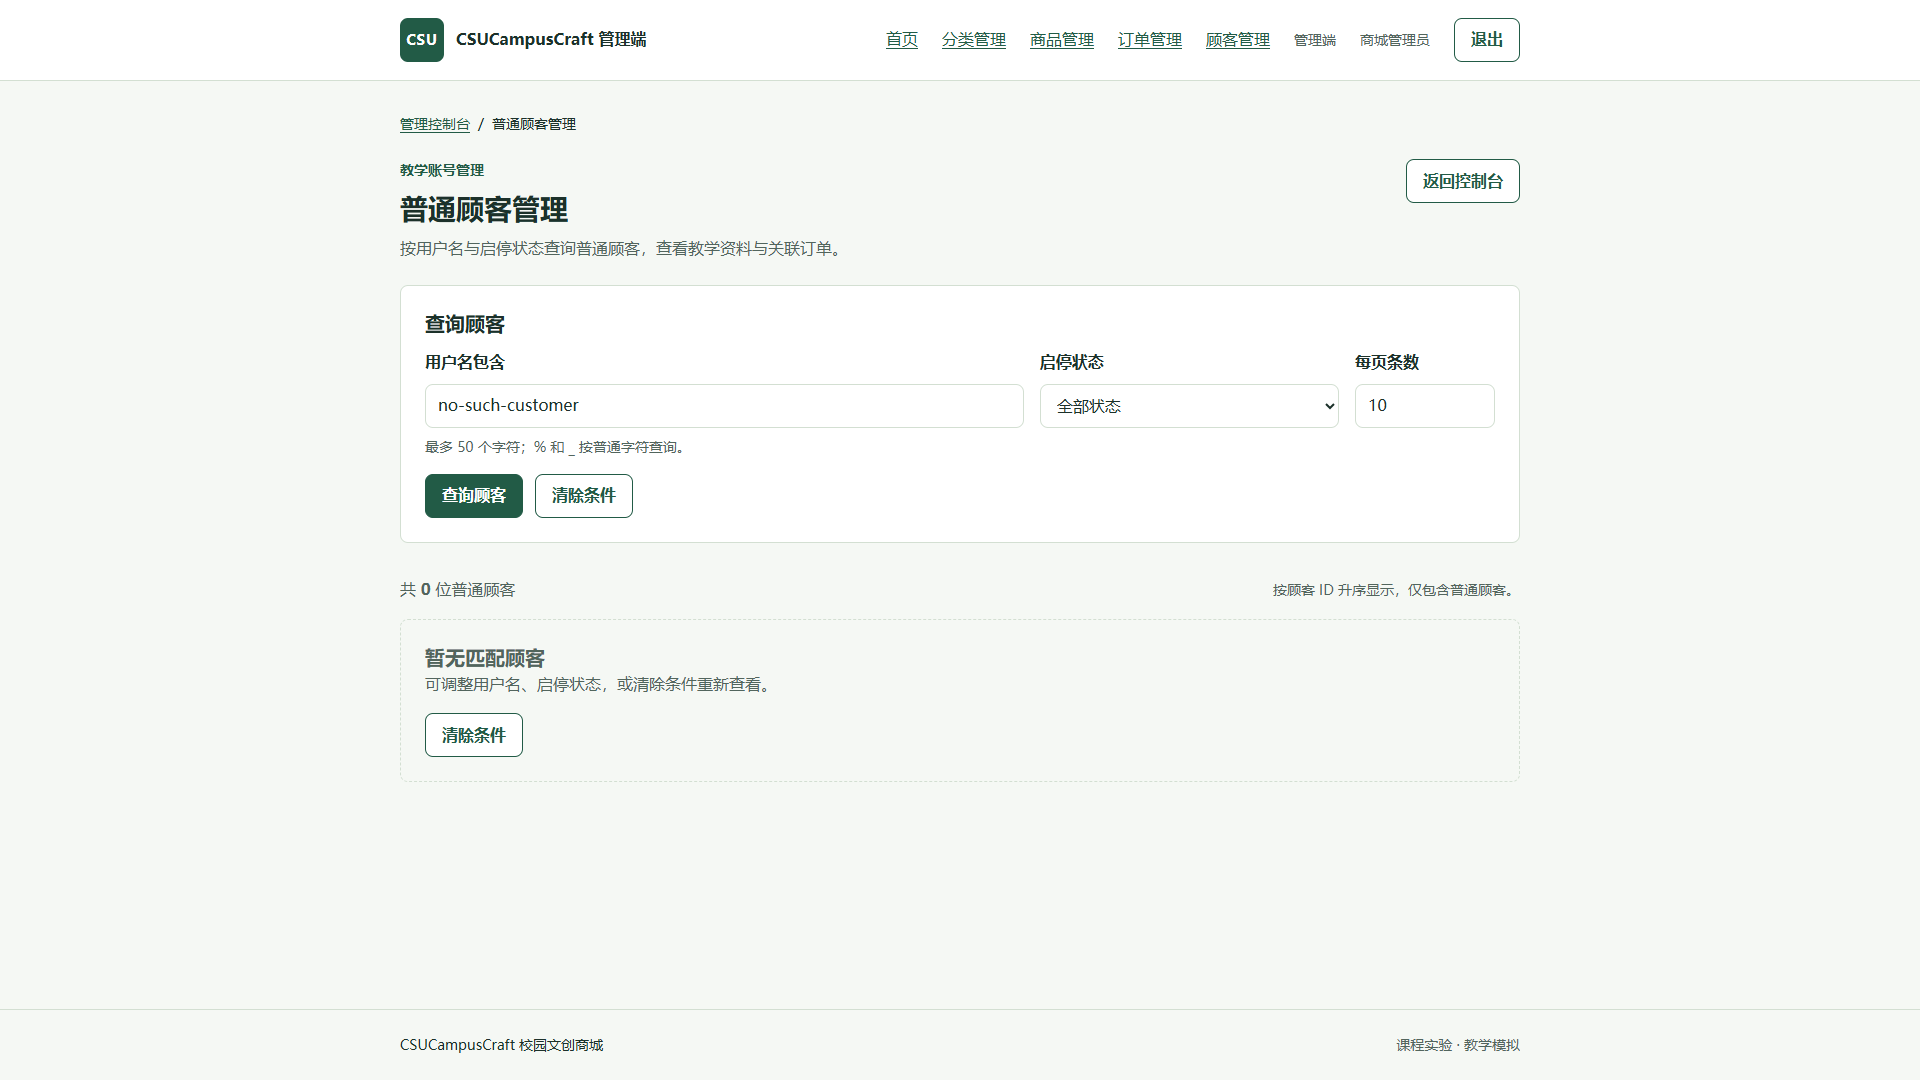 CSU CSUCampusCraft 管理端 首页 分类管理 商品管理 订单管理 顾客管理 管理端 商城管理员 退出
管理控制台 / 普通顾客管理
教学账号管理
返回控制台
普通顾客管理
按用户名与启停状态查询普通顾客，查看教学资料与关联订单。
查询顾客
用户名包含 启停状态 每页条数
no-such-customer 全部状态 10
最多 50 个字符；% 和 _ 按普通字符查询。
查询顾客 清除条件
共 0 位普通顾客 按顾客 ID 升序显示，仅包含普通顾客。
暂无匹配顾客
可调整用户名、启停状态，或清除条件重新查看。
清除条件
CSUCampusCraft 校园文创商城 课程实验 · 教学模拟